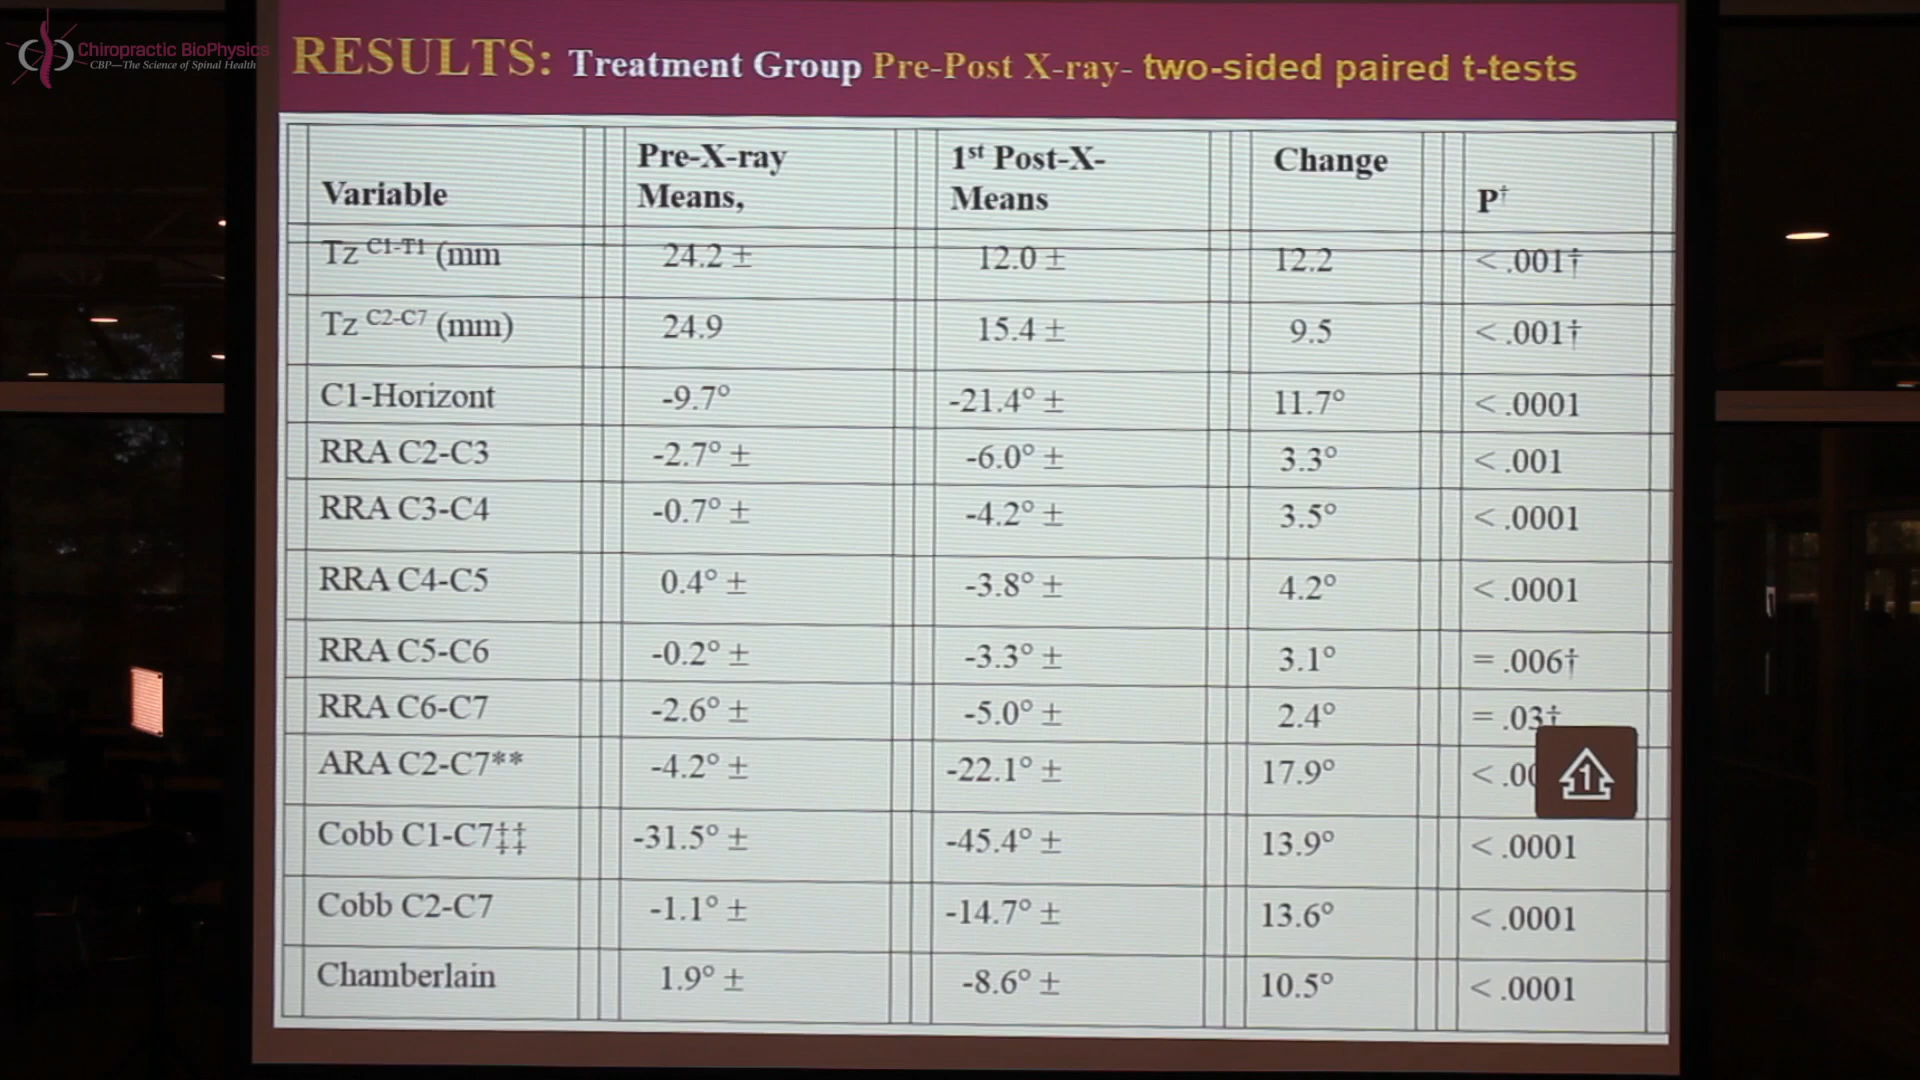 Chiropractic BioPhysics
CBP—The Science of Spinal Health
RESULTS: Treatment Group Pre-Post X-ray- two-sided paired t-tests
Variable Pre-X-ray Means, 1st Post-X- Means Change P†
Tz C1-T1 (mm 24.2 ± 12.0 ± 12.2 < .001†
Tz C2-C7 (mm) 24.9 15.4 ± 9.5 < .001†
C1-Horizont -9.7° -21.4° ± 11.7° < .0001
RRA C2-C3 -2.7° ± -6.0° ± 3.3° < .001
RRA C3-C4 -0.7° ± -4.2° ± 3.5° < .0001
RRA C4-C5 0.4° ± -3.8° ± 4.2° < .0001
RRA C5-C6 -0.2° ± -3.3° ± 3.1° = .006†
RRA C6-C7 -2.6° ± -5.0° ± 2.4° = .03†
ARA C2-C7** -4.2° ± -22.1° ± 17.9° <
Cobb C1-C7‡‡ -31.5° ± -45.4° ± 13.9° < .0001
Cobb C2-C7 -1.1° ± -14.7° ± 13.6° < .0001
Chamberlain 1.9° ± -8.6° ± 10.5° < .0001
1